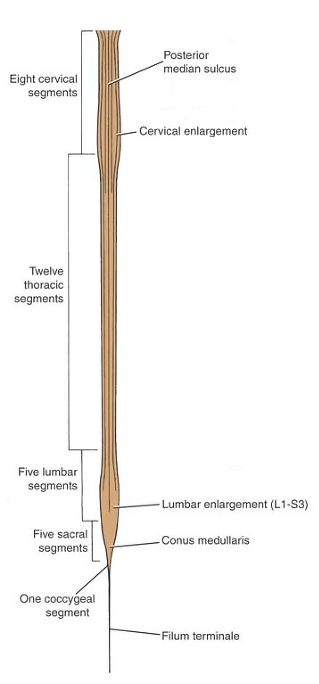 Posterior
median sulcus
Eight cervical
segments
Cervical enlargement
Twelve
thoracic
segments
Five lumbar
segments
Lumbar enlargement (L1-S3)
Five sacral
segments
Conus medullaris
One coccygeal
segment
Filum terminale